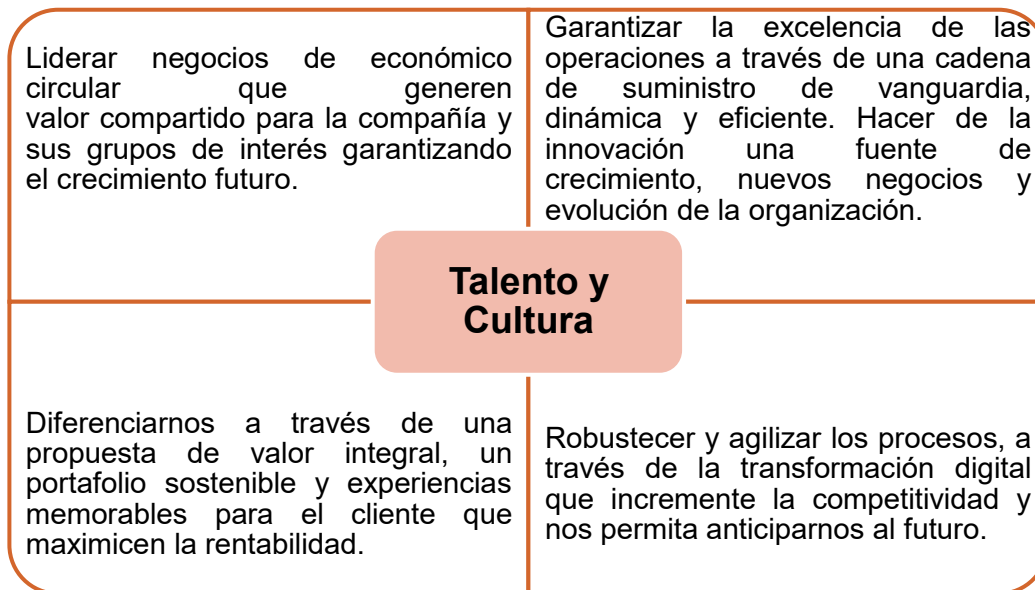 Liderar negocios de económico
circular que generen
valor compartido para la compañía y
sus grupos de interés garantizando
el crecimiento futuro.
Garantizar la excelencia de las
operaciones a través de una cadena
de suministro de vanguardia,
dinámica y eficiente. Hacer de la
innovación una fuente de
crecimiento, nuevos negocios y
evolución de la organización.
Talento y
Cultura
Diferenciarnos a través de una
propuesta de valor integral, un
portafolio sostenible y experiencias
memorables para el cliente que
maximicen la rentabilidad.
Robustecer y agilizar los procesos, a
través de la transformación digital
que incremente la competitividad y
nos permita anticiparnos al futuro.